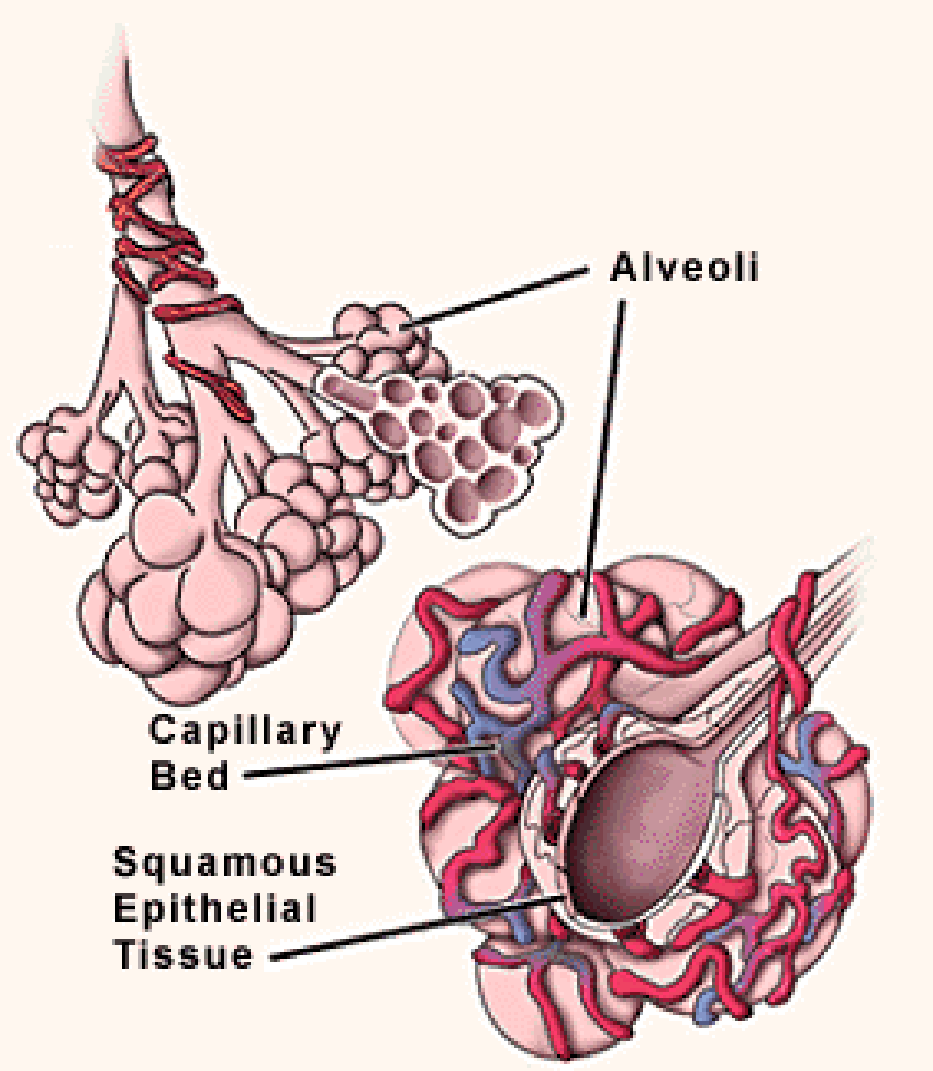 Alveoli
Capillary
Bed
Squamous
Epithelial
Tissue